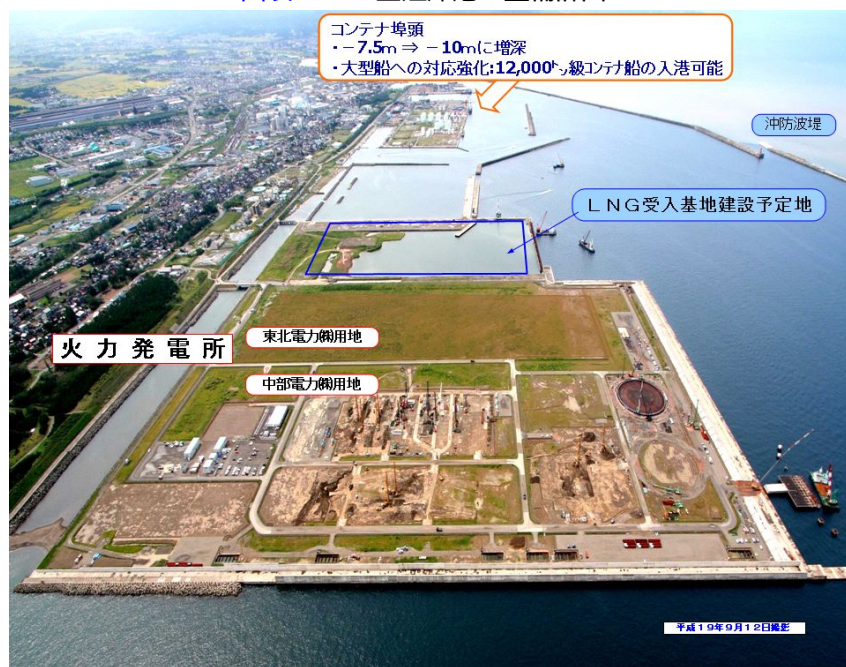 コンテナ埠頭
・－7.5m ⇒ －10mに増深
・大型船への対応強化:12,000㌧級コンテナ船の入港可能
沖防波堤
ＬＮＧ受入基地建設予定地
東北電力㈱用地
火力発電所
中部電力㈱用地
平成１９年９月１２日撮影